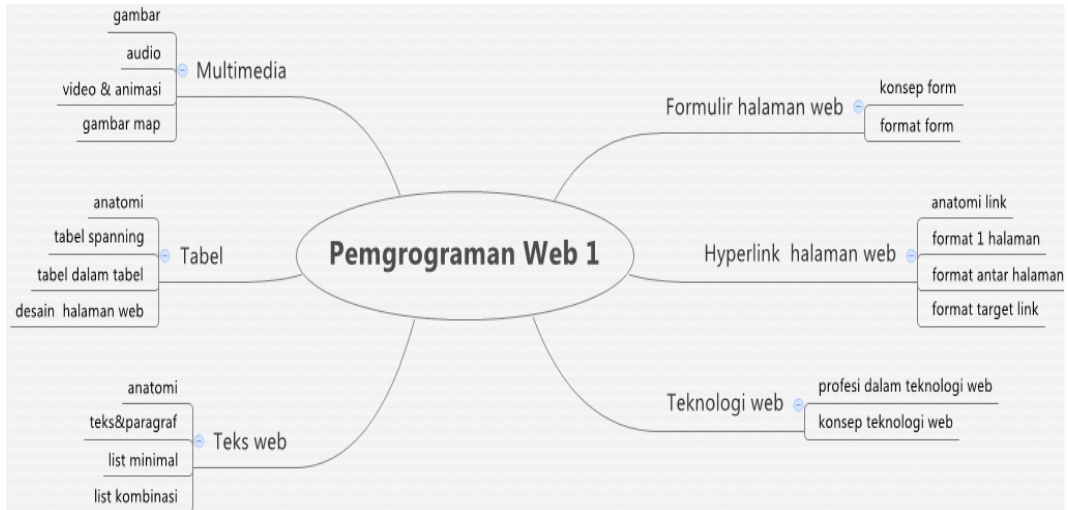 Pemgrograman Web 1
Multimedia
gambar
audio
video & animasi
gambar map
Tabel
anatomi
tabel spanning
tabel dalam tabel
desain halaman web
Teks web
anatomi
teks&paragraf
list minimal
list kombinasi
Formulir halaman web
konsep form
format form
Hyperlink halaman web
anatomi link
format 1 halaman
format antar halaman
format target link
Teknologi web
profesi dalam teknologi web
konsep teknologi web